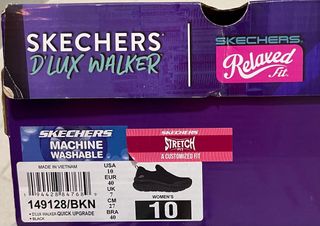 SKECHERS
D'LUX WALKER
SKECHERS
Relaxed
Fit.
SKECHERS
MACHINE
WASHABLE
SKECHERS
STRETCH
A CUSTOMIZED FIT
MADE IN VIETNAM
149128/BKN
• D'LUX WALKER-QUICK UPGRADE
• BLACK
USA
10
EUR
40
UK
7
CM
27
BRA
40
WOMEN'S
10